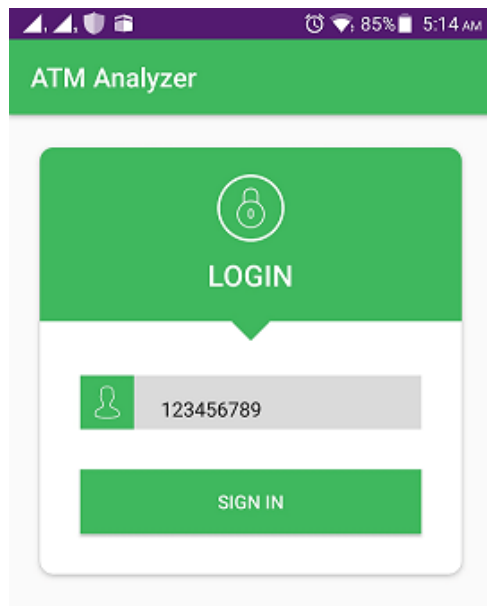 85% 5:14 AM
ATM Analyzer
LOGIN
123456789
SIGN IN